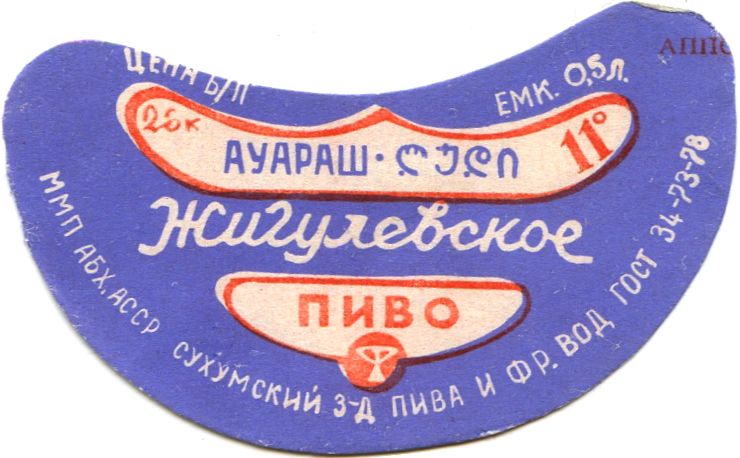 ЦЕНА Б/П
ЕМК. 0,5л.
26к
АУАРАШ · ლუდი
11°
Жигулевское
ПИВО
ММП АБХ.АССР СУХУМСКИЙ З-Д ПИВА И ФР. ВОД ГОСТ 34-73-78